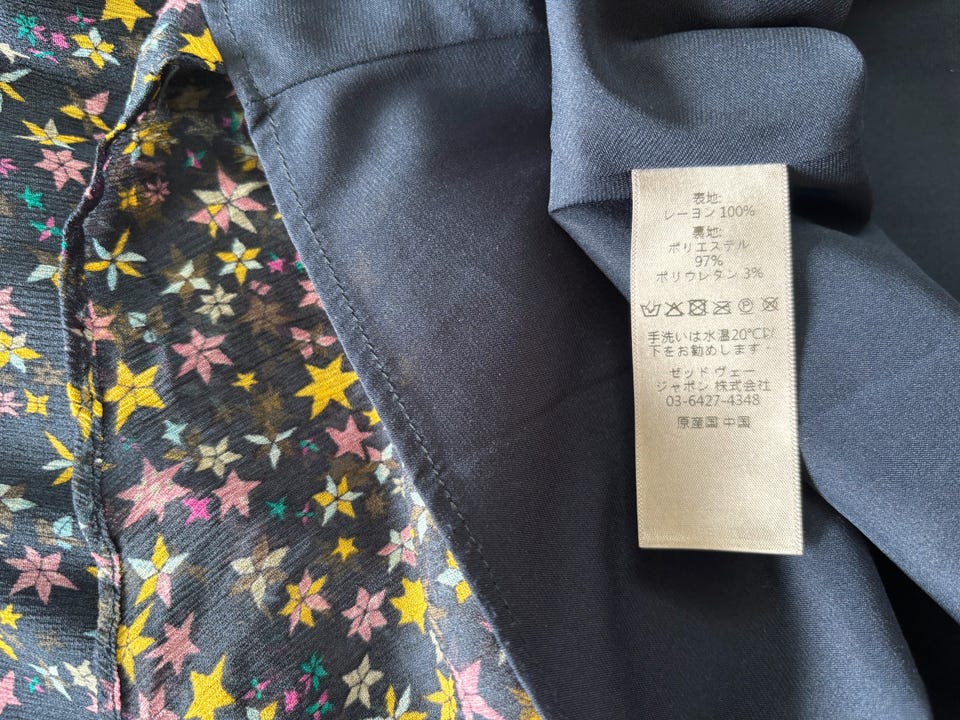 表地:
レーヨン 100%
裏地:
ポリエステル
97%
ポリウレタン 3%
手洗いは水温20℃以
下をお勧めします・
ゼッド ヴェー
ジャポン 株式会社
03-6427-4348
原産国 中国